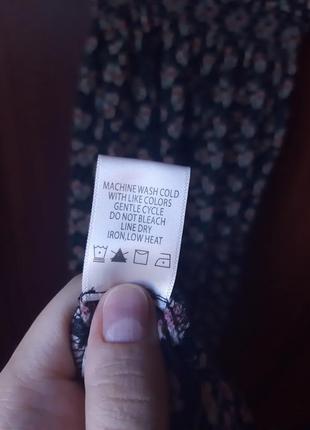 MACHINE WASH COLD
WITH LIKE COLORS
GENTLE CYCLE
DO NOT BLEACH
LINE DRY
IRON,LOW HEAT